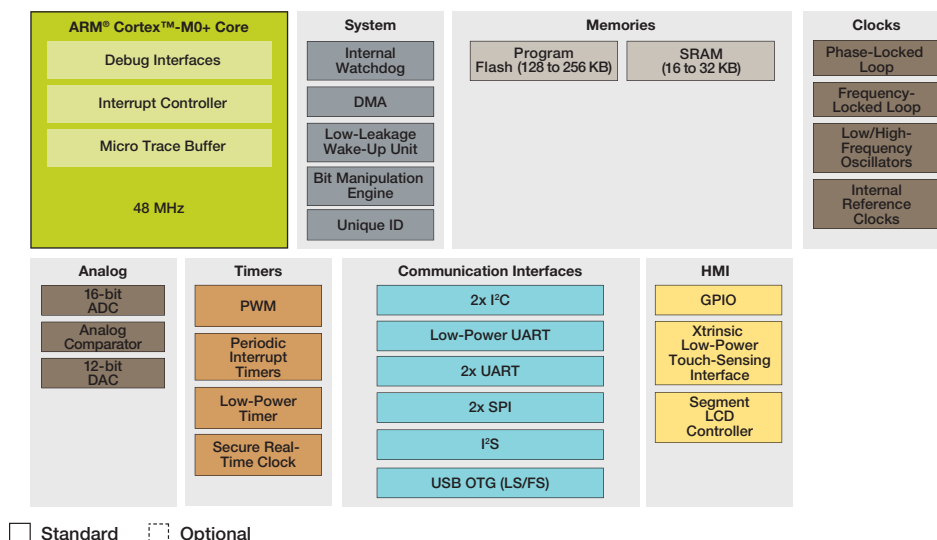 ARM® Cortex™-M0+ Core
Debug Interfaces
Interrupt Controller
Micro Trace Buffer
48 MHz
System
Internal
Watchdog
DMA
Low-Leakage
Wake-Up Unit
Bit Manipulation
Engine
Unique ID
Memories
Program
Flash (128 to 256 KB)
SRAM
(16 to 32 KB)
Clocks
Phase-Locked
Loop
Frequency-
Locked Loop
Low/High-
Frequency
Oscillators
Internal
Reference
Clocks
Analog
16-bit
ADC
Analog
Comparator
12-bit
DAC
Timers
PWM
Periodic
Interrupt
Timers
Low-Power
Timer
Secure Real-
Time Clock
Communication Interfaces
2x I²C
Low-Power UART
2x UART
2x SPI
I²S
USB OTG (LS/FS)
HMI
GPIO
Xtrinsic
Low-Power
Touch-Sensing
Interface
Segment
LCD
Controller
Standard
Optional